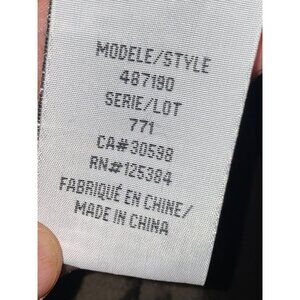 MODELE/STYLE
487190
SERIE/LOT
771
CA#30598
RN#125384
FABRIQUÉ EN CHINE/
MADE IN CHINA